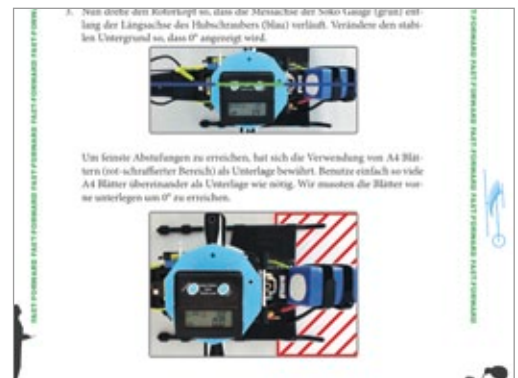 3. Nun drehe den Rotorkopf so, dass die Messachse der Soko Gauge (grün) ent-
lang der Längsachse des Hubschraubers (blau) verläuft. Verändere den stabi-
len Untergrund so, dass 0° angezeigt wird.
Um feinste Abstufungen zu erreichen, hat sich die Verwendung von A4 Blät-
tern (rot-schraffierter Bereich) als Unterlage bewährt. Benutze einfach so viele
A4 Blätter übereinander als Unterlage wie nötig. Wir mussten die Blätter vor-
ne unterlegen um 0° zu erreichen.
FAST-FORWARD FAST-FORWARD FAST-FORWARD FAST-FORWARD
FAST-FORWARD FAST-FORWARD FAST-FORWARD FAST-FORWARD